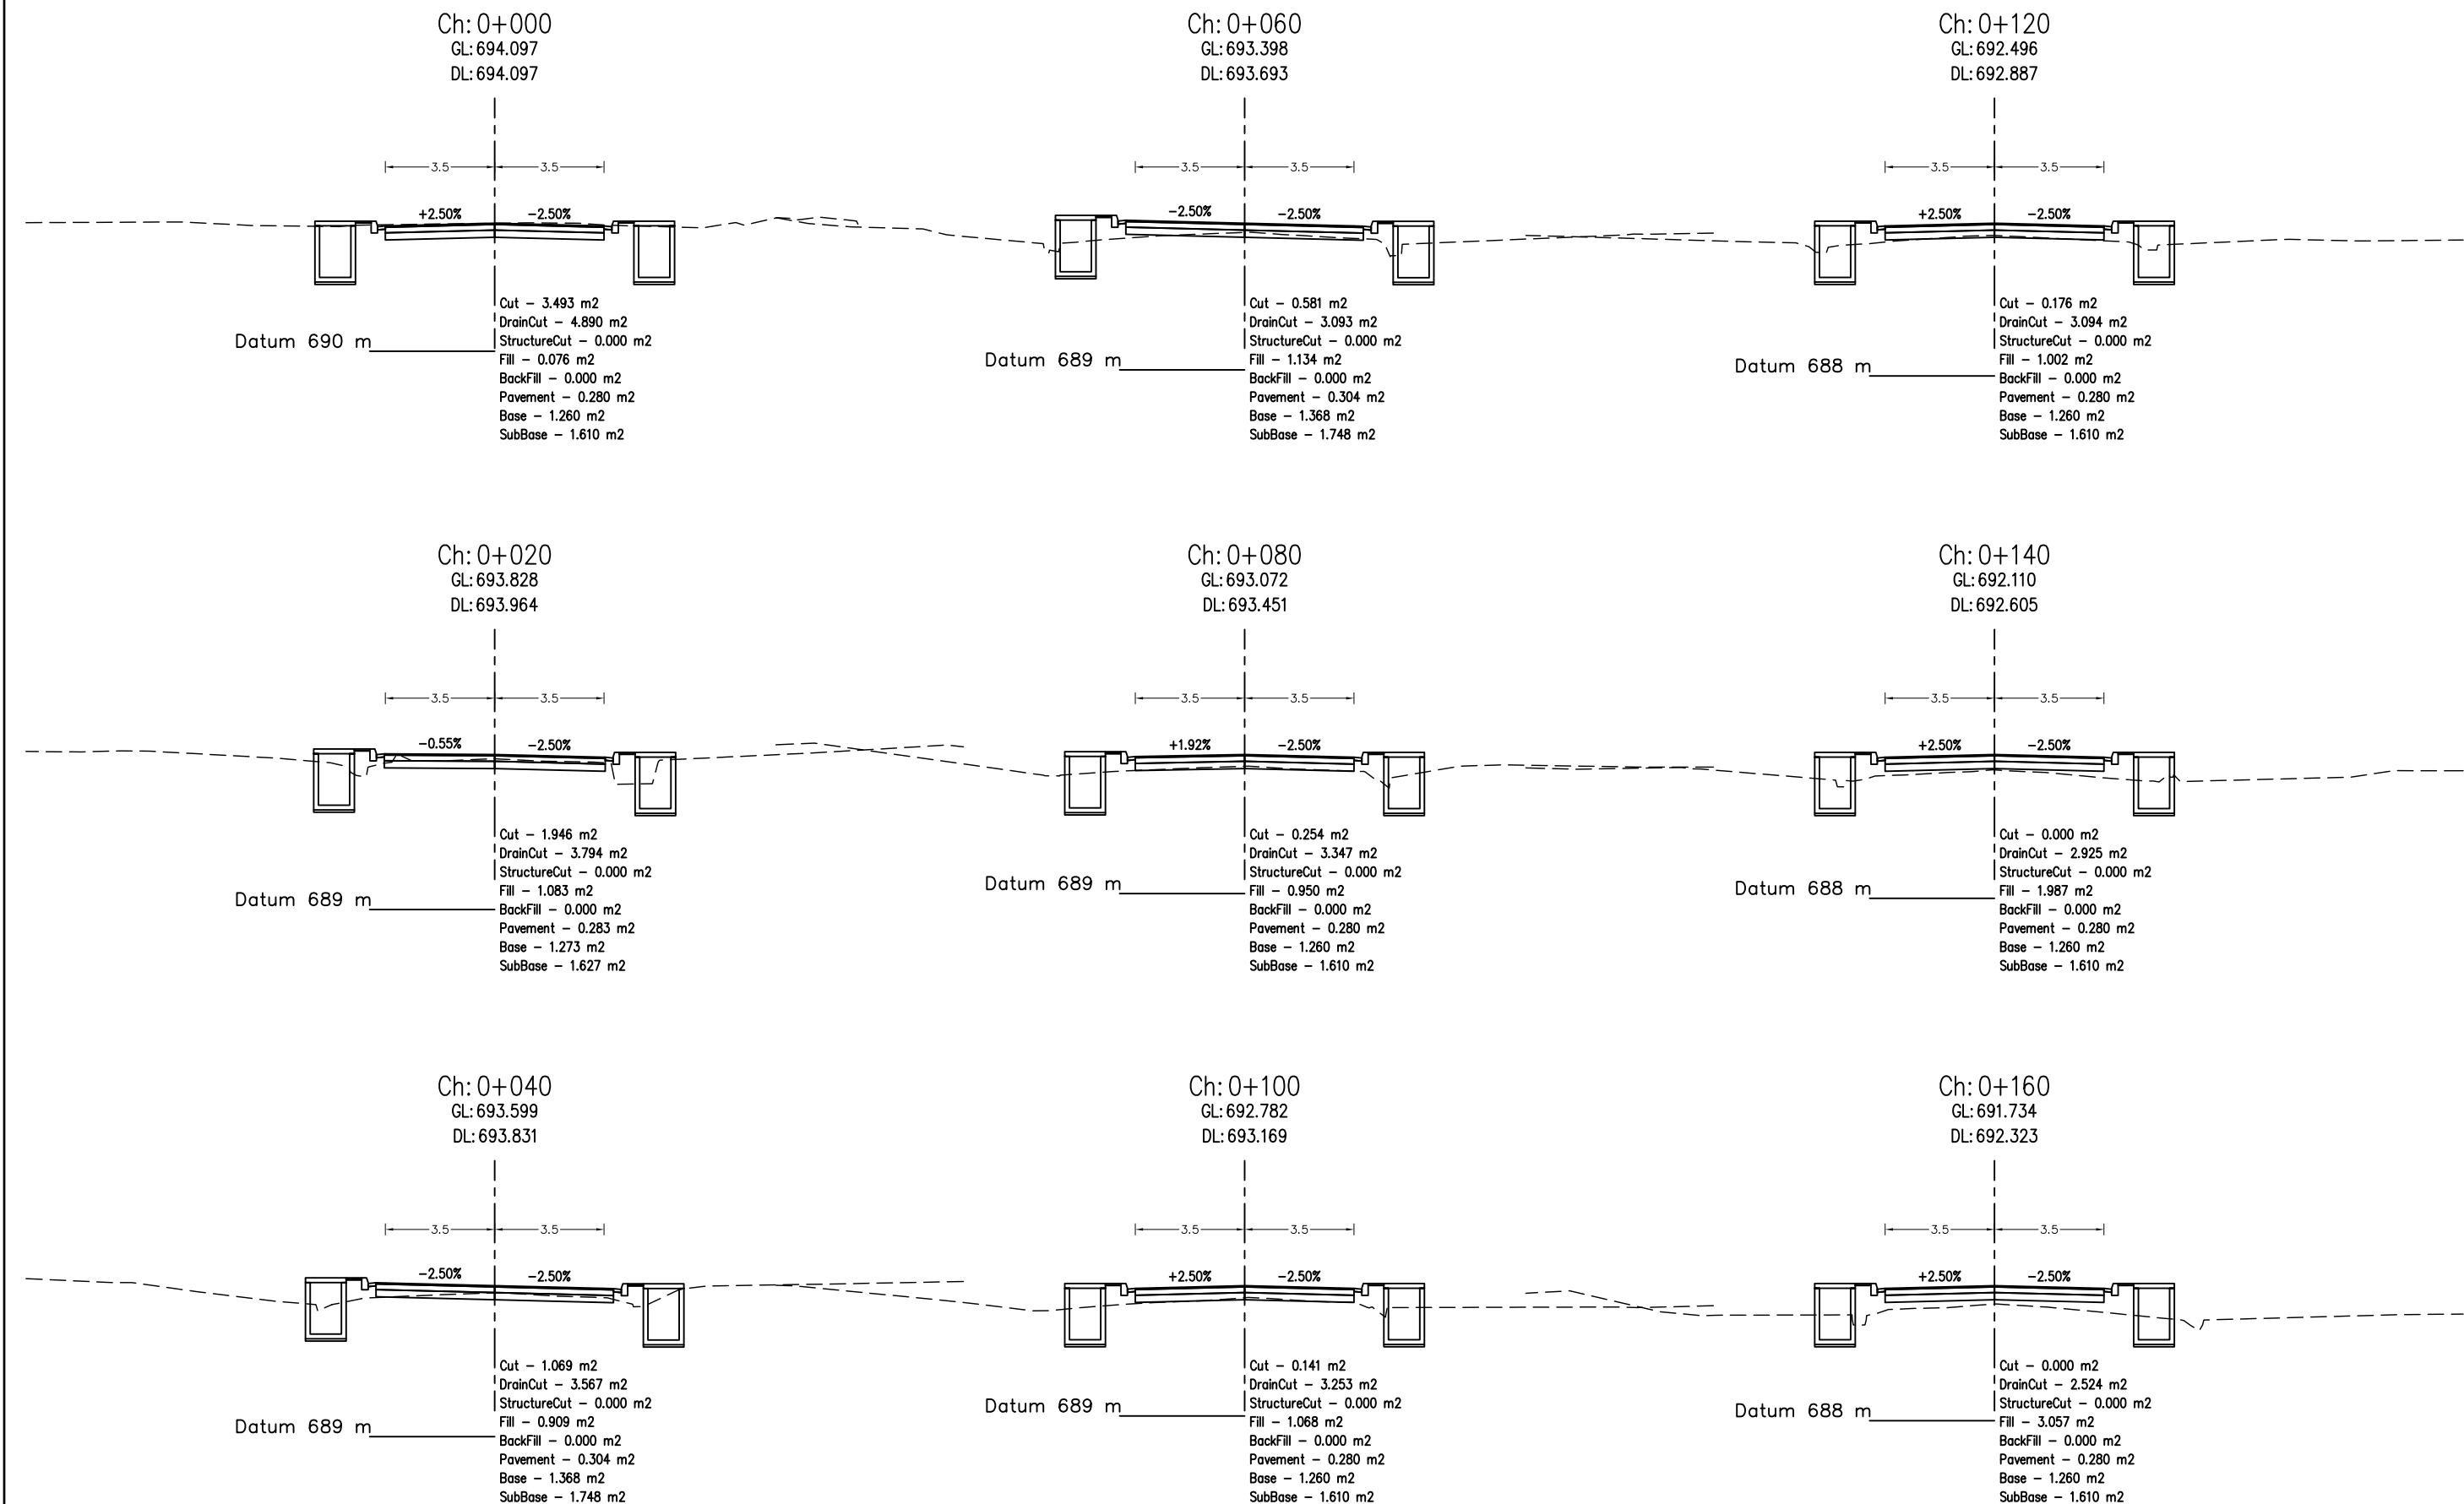 Ch: 0+000
GL: 694.097
DL: 694.097
3.5 3.5
+2.50% -2.50%
Cut - 3.493 m2
DrainCut - 4.890 m2
StructureCut - 0.000 m2
Datum 690 m
Fill - 0.076 m2
BackFill - 0.000 m2
Pavement - 0.280 m2
Base - 1.260 m2
SubBase - 1.610 m2
Ch: 0+060
GL: 693.398
DL: 693.693
3.5 3.5
-2.50% -2.50%
Cut - 0.581 m2
DrainCut - 3.093 m2
StructureCut - 0.000 m2
Datum 689 m
Fill - 1.134 m2
BackFill - 0.000 m2
Pavement - 0.304 m2
Base - 1.368 m2
SubBase - 1.748 m2
Ch: 0+120
GL: 692.496
DL: 692.887
3.5 3.5
+2.50% -2.50%
Cut - 0.176 m2
DrainCut - 3.094 m2
StructureCut - 0.000 m2
Fill - 1.002 m2
Datum 688 m
BackFill - 0.000 m2
Pavement - 0.280 m2
Base - 1.260 m2
SubBase - 1.610 m2
Ch: 0+020
GL: 693.828
DL: 693.964
3.5 3.5
-0.55% -2.50%
Cut - 1.946 m2
DrainCut - 3.794 m2
StructureCut - 0.000 m2
Fill - 1.083 m2
Datum 689 m
BackFill - 0.000 m2
Pavement - 0.283 m2
Base - 1.273 m2
SubBase - 1.627 m2
Ch: 0+080
GL: 693.072
DL: 693.451
3.5 3.5
+1.92% -2.50%
Cut - 0.254 m2
DrainCut - 3.347 m2
StructureCut - 0.000 m2
Datum 689 m
Fill - 0.950 m2
BackFill - 0.000 m2
Pavement - 0.280 m2
Base - 1.260 m2
SubBase - 1.610 m2
Ch: 0+140
GL: 692.110
DL: 692.605
3.5 3.5
+2.50% -2.50%
Cut - 0.000 m2
DrainCut - 2.925 m2
StructureCut - 0.000 m2
Datum 688 m
Fill - 1.987 m2
BackFill - 0.000 m2
Pavement - 0.280 m2
Base - 1.260 m2
SubBase - 1.610 m2
Ch: 0+040
GL: 693.599
DL: 693.831
3.5 3.5
-2.50% -2.50%
Cut - 1.069 m2
DrainCut - 3.567 m2
StructureCut - 0.000 m2
Fill - 0.909 m2
Datum 689 m
BackFill - 0.000 m2
Pavement - 0.304 m2
Base - 1.368 m2
SubBase - 1.748 m2
Ch: 0+100
GL: 692.782
DL: 693.169
3.5 3.5
+2.50% -2.50%
Cut - 0.141 m2
DrainCut - 3.253 m2
StructureCut - 0.000 m2
Datum 689 m
Fill - 1.068 m2
BackFill - 0.000 m2
Pavement - 0.280 m2
Base - 1.260 m2
SubBase - 1.610 m2
Ch: 0+160
GL: 691.734
DL: 692.323
3.5 3.5
+2.50% -2.50%
Cut - 0.000 m2
DrainCut - 2.524 m2
StructureCut - 0.000 m2
Datum 688 m
Fill - 3.057 m2
BackFill - 0.000 m2
Pavement - 0.280 m2
Base - 1.260 m2
SubBase - 1.610 m2